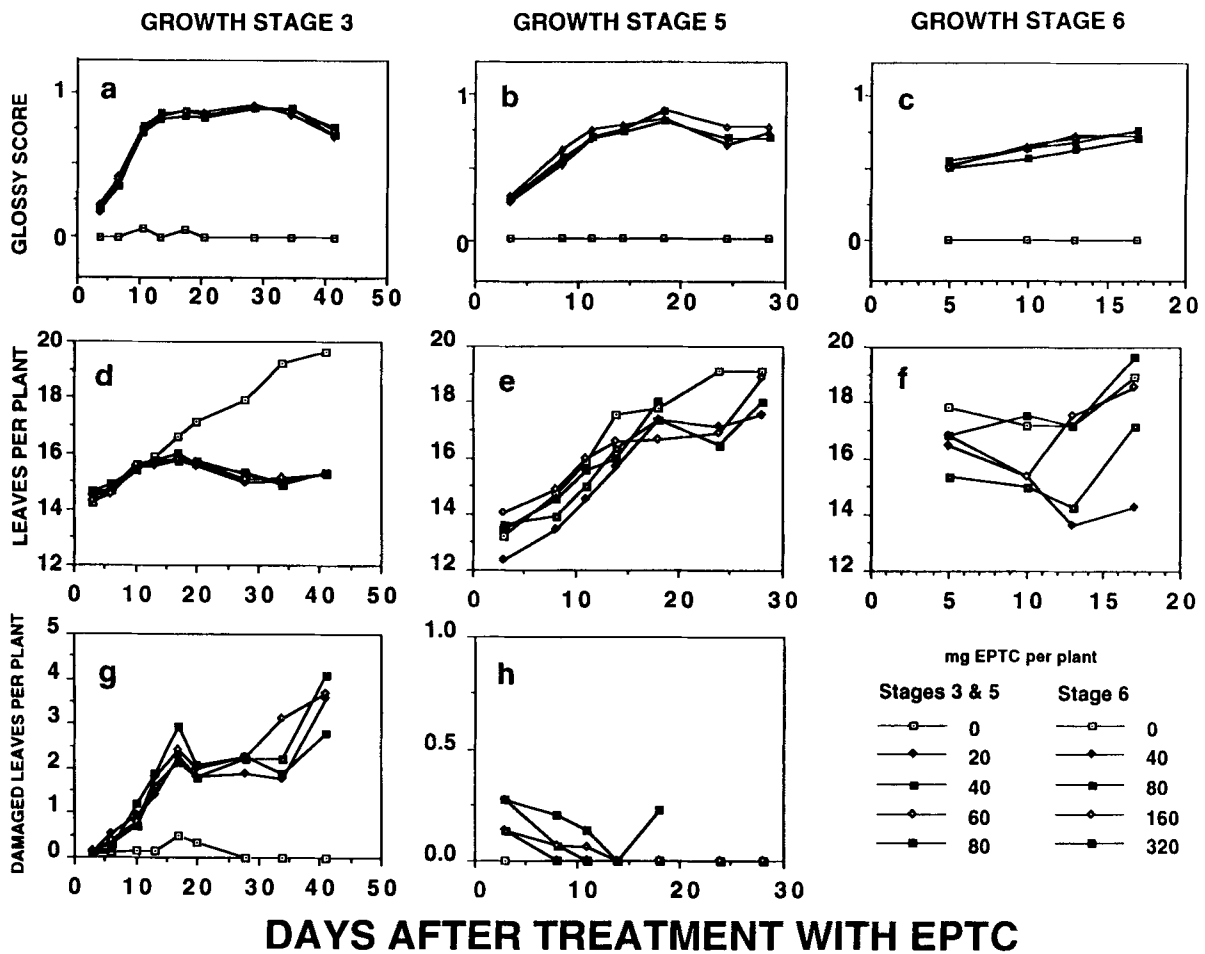 GROWTH STAGE 3
GROWTH STAGE 5
GROWTH STAGE 6
GLOSSY SCORE
a
1
0
0 10 20 30 40 50
b
1
0
0 10 20 30
c
1
0
0 5 10 15 20
LEAVES PER PLANT
d
20
18
16
14
12
0 10 20 30 40 50
e
20
18
16
14
12
0 10 20 30
f
20
18
16
14
12
0 5 10 15 20
DAMAGED LEAVES PER PLANT
g
5
4
3
2
1
0
0 10 20 30 40 50
h
1.0
0.5
0.0
0 10 20 30
mg EPTC per plant
Stages 3 & 5 Stage 6
0 0
20 40
40 80
60 160
80 320
DAYS AFTER TREATMENT WITH EPTC